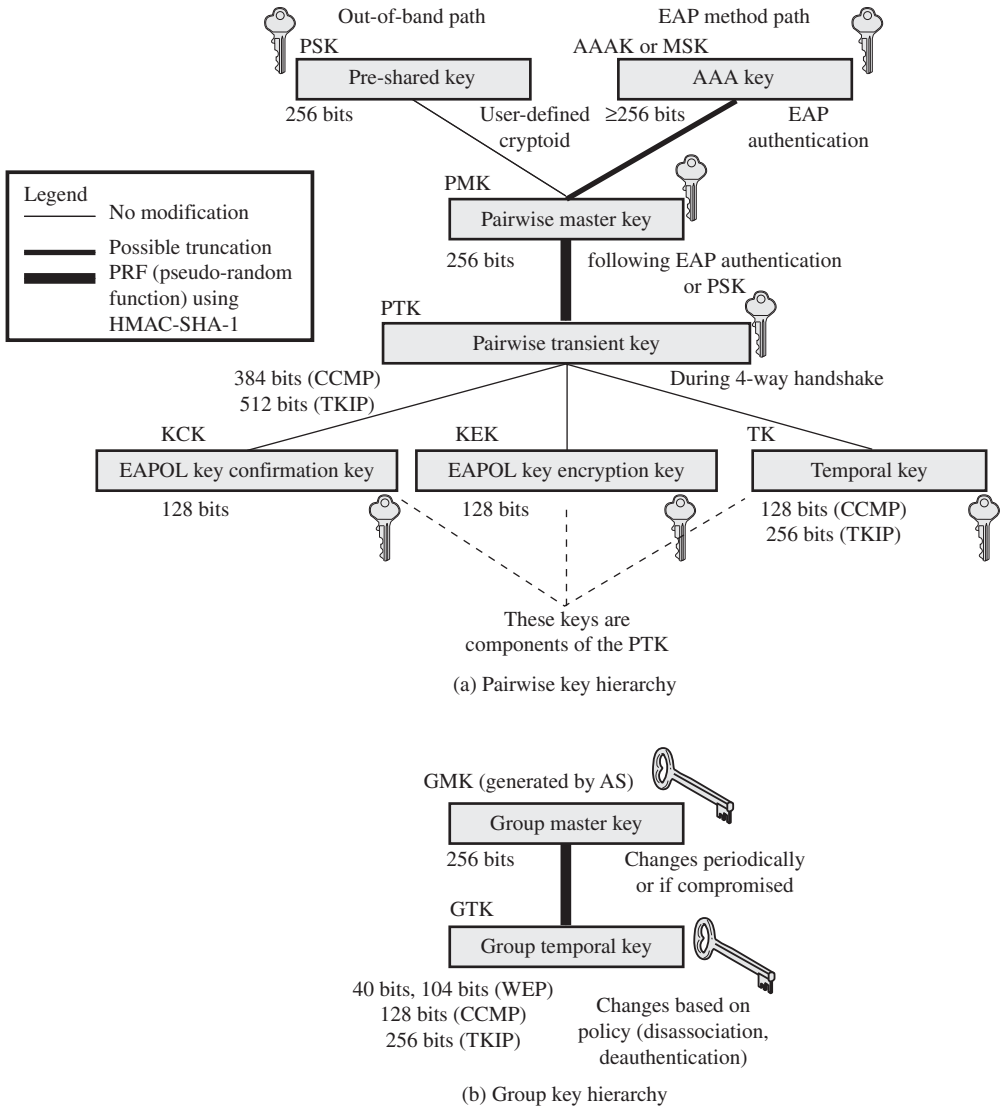 Out-of-band path
EAP method path
PSK
AAAK or MSK
Pre-shared key
AAA key
256 bits
User-defined
cryptoid
≥256 bits
EAP
authentication
Legend
No modification
Possible truncation
PRF (pseudo-random
function) using
HMAC-SHA-1
PMK
Pairwise master key
256 bits
following EAP authentication
or PSK
PTK
Pairwise transient key
384 bits (CCMP)
512 bits (TKIP)
During 4-way handshake
KCK
KEK
TK
EAPOL key confirmation key
EAPOL key encryption key
Temporal key
128 bits
128 bits
128 bits (CCMP)
256 bits (TKIP)
These keys are
components of the PTK
(a) Pairwise key hierarchy
GMK (generated by AS)
Group master key
256 bits
Changes periodically
or if compromised
GTK
Group temporal key
40 bits, 104 bits (WEP)
128 bits (CCMP)
256 bits (TKIP)
Changes based on
policy (disassociation,
deauthentication)
(b) Group key hierarchy